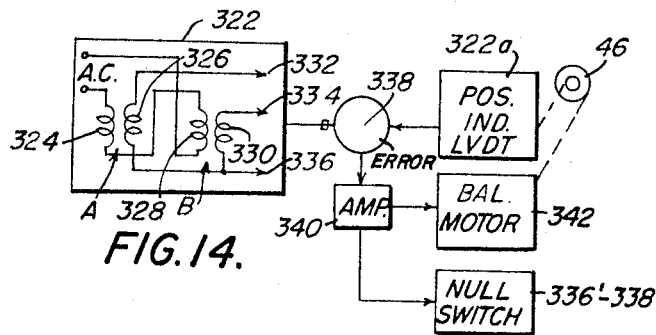 322
A.C.
326
332
334
324
330
336
A
328
B
338
ERROR
322a
POS.
IND.
LVDT
46
AMP.
340
BAL.
MOTOR
342
NULL
SWITCH
336'-338
FIG.14.